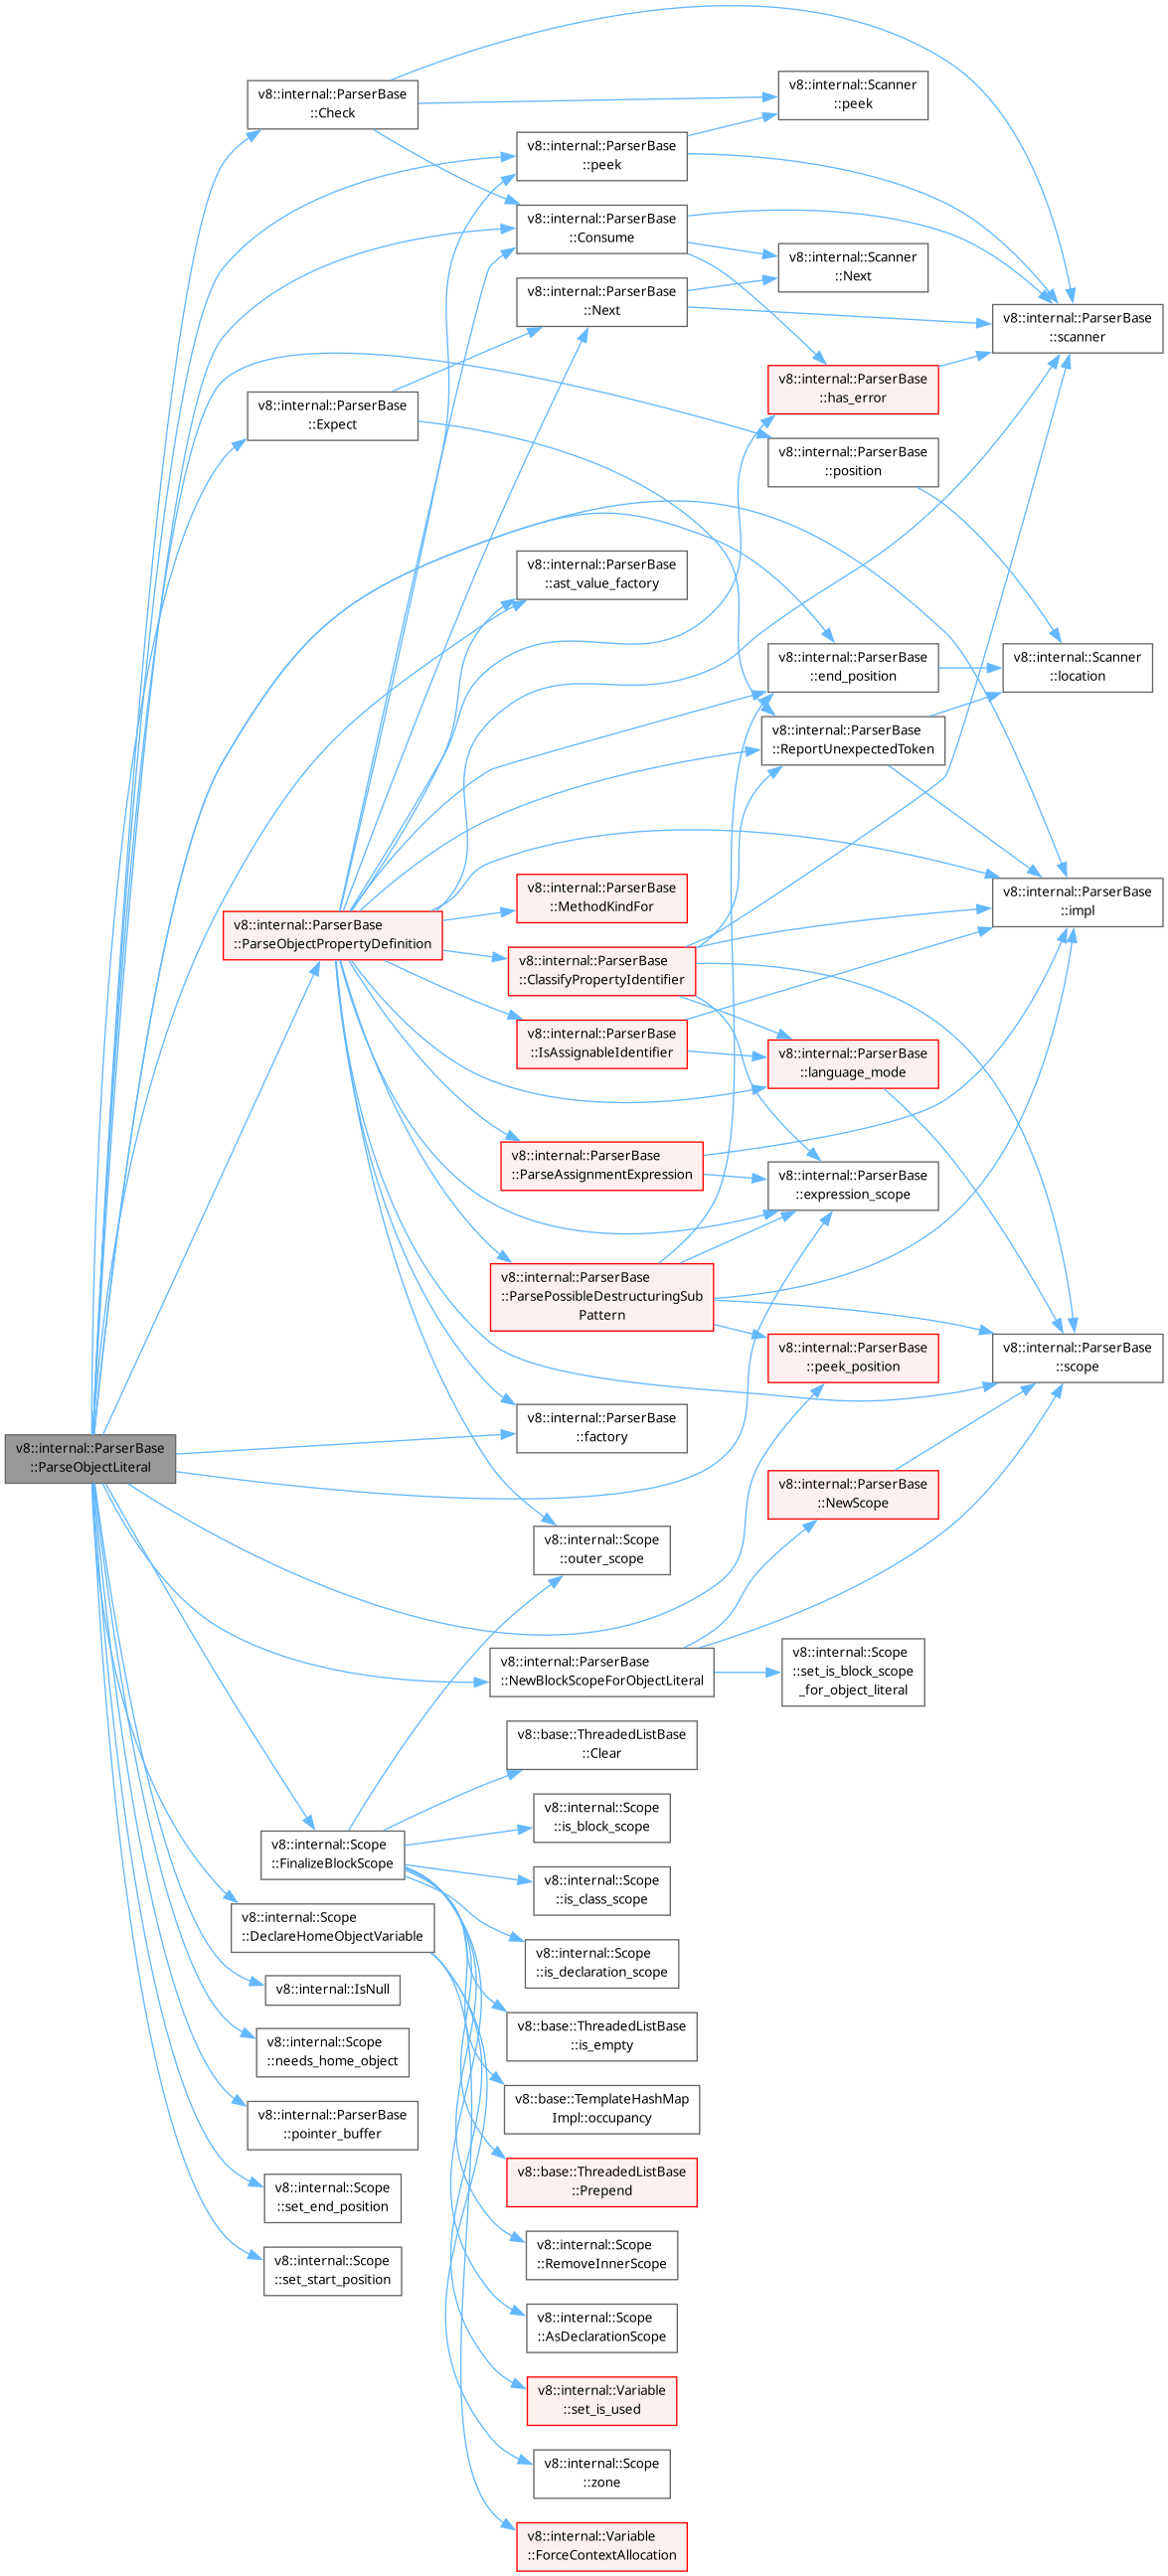 v8::internal::ParserBase
::Check
v8::internal::Scanner
::peek
v8::internal::ParserBase
::peek
v8::internal::ParserBase
::Consume
v8::internal::Scanner
::Next
v8::internal::ParserBase
::Next
v8::internal::ParserBase
::scanner
v8::internal::ParserBase
::has_error
v8::internal::ParserBase
::Expect
v8::internal::ParserBase
::position
v8::internal::ParserBase
::ast_value_factory
v8::internal::ParserBase
::end_position
v8::internal::Scanner
::location
v8::internal::ParserBase
::ReportUnexpectedToken
v8::internal::ParserBase
::MethodKindFor
v8::internal::ParserBase
::impl
v8::internal::ParserBase
::ParseObjectPropertyDefinition
v8::internal::ParserBase
::ClassifyPropertyIdentifier
v8::internal::ParserBase
::IsAssignableIdentifier
v8::internal::ParserBase
::language_mode
v8::internal::ParserBase
::ParseAssignmentExpression
v8::internal::ParserBase
::expression_scope
v8::internal::ParserBase
::ParsePossibleDestructuringSub
Pattern
v8::internal::ParserBase
::peek_position
v8::internal::ParserBase
::scope
v8::internal::ParserBase
::factory
v8::internal::ParserBase
::ParseObjectLiteral
v8::internal::ParserBase
::NewScope
v8::internal::Scope
::outer_scope
v8::internal::ParserBase
::NewBlockScopeForObjectLiteral
v8::internal::Scope
::set_is_block_scope
_for_object_literal
v8::base::ThreadedListBase
::Clear
v8::internal::Scope
::is_block_scope
v8::internal::Scope
::FinalizeBlockScope
v8::internal::Scope
::is_class_scope
v8::internal::Scope
::DeclareHomeObjectVariable
v8::internal::Scope
::is_declaration_scope
v8::internal::IsNull
v8::base::ThreadedListBase
::is_empty
v8::internal::Scope
::needs_home_object
v8::base::TemplateHashMap
Impl::occupancy
v8::internal::ParserBase
::pointer_buffer
v8::base::ThreadedListBase
::Prepend
v8::internal::Scope
::set_end_position
v8::internal::Scope
::RemoveInnerScope
v8::internal::Scope
::set_start_position
v8::internal::Scope
::AsDeclarationScope
v8::internal::Variable
::set_is_used
v8::internal::Scope
::zone
v8::internal::Variable
::ForceContextAllocation